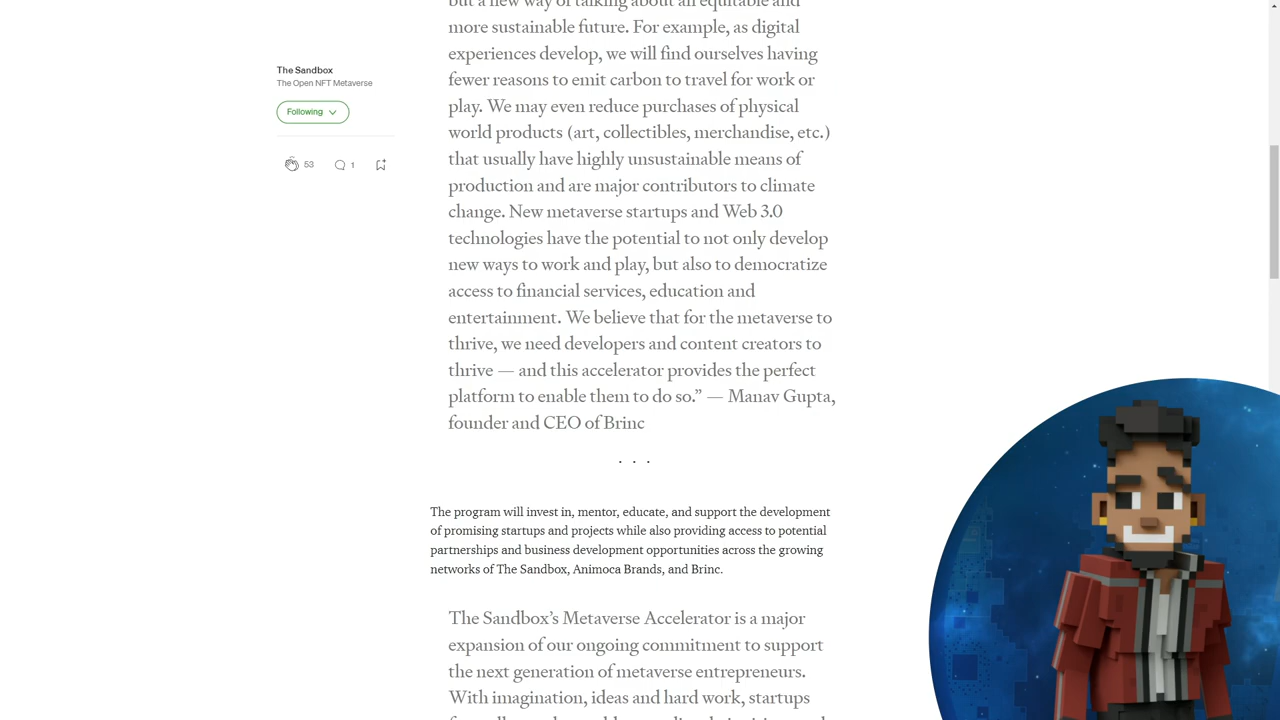 but a new way of talking about an equitable and
more sustainable future. For example, as digital
experiences develop, we will find ourselves having
fewer reasons to emit carbon to travel for work or
play. We may even reduce purchases of physical
world products (art, collectibles, merchandise, etc.)
that usually have highly unsustainable means of
production and are major contributors to climate
change. New metaverse startups and Web 3.0
technologies have the potential to not only develop
new ways to work and play, but also to democratize
access to financial services, education and
entertainment. We believe that for the metaverse to
thrive, we need developers and content creators to
thrive — and this accelerator provides the perfect
platform to enable them to do so.” — Manav Gupta,
founder and CEO of Brinc
The Sandbox
The Open NFT Metaverse
Following
53
1
. . .
The program will invest in, mentor, educate, and support the development
of promising startups and projects while also providing access to potential
partnerships and business development opportunities across the growing
networks of The Sandbox, Animoca Brands, and Brinc.
The Sandbox’s Metaverse Accelerator is a major
expansion of our ongoing commitment to support
the next generation of metaverse entrepreneurs.
With imagination, ideas and hard work, startups